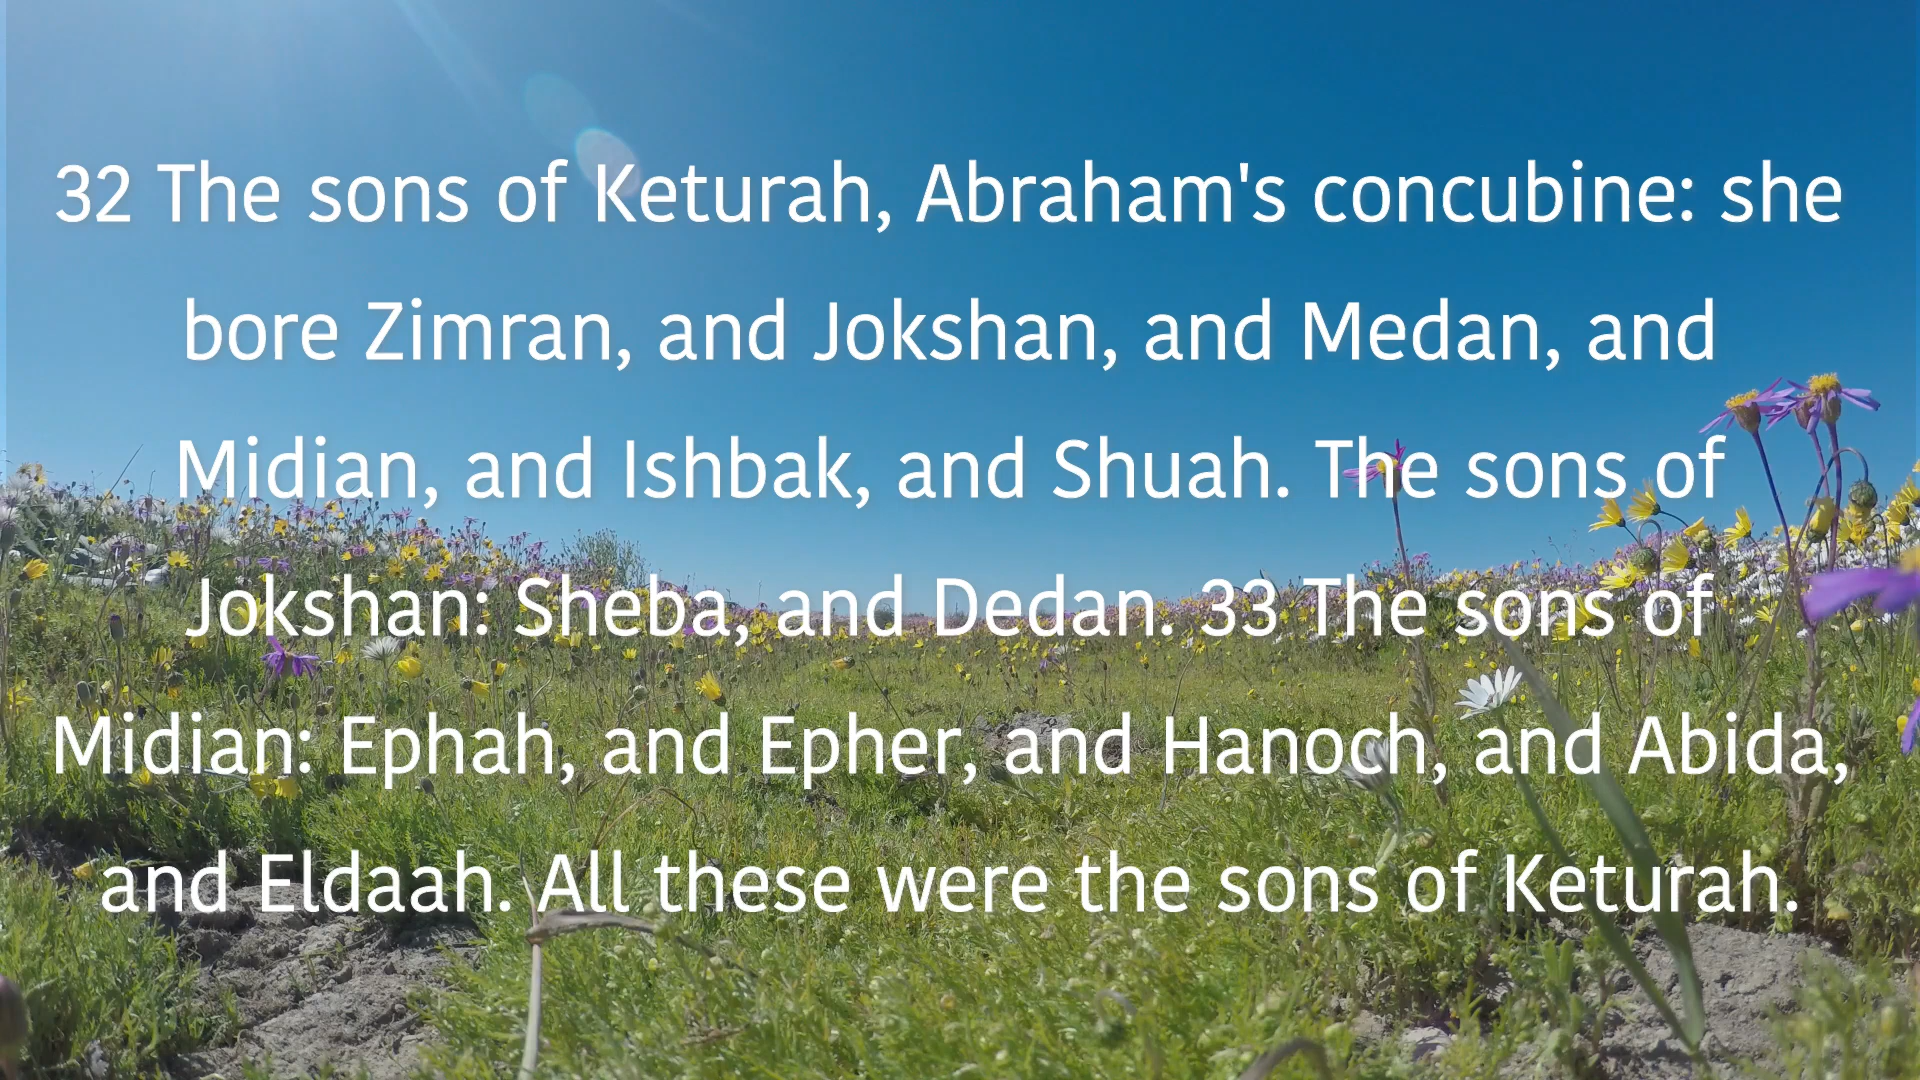 32 The sons of Keturah, Abraham's concubine: she
bore Zimran, and Jokshan, and Medan, and
Midian, and Ishbak, and Shuah. The sons of
Jokshan: Sheba, and Dedan. 33 The sons of
Midian: Ephah, and Epher, and Hanoch, and Abida,
and Eldaah. All these were the sons of Keturah.